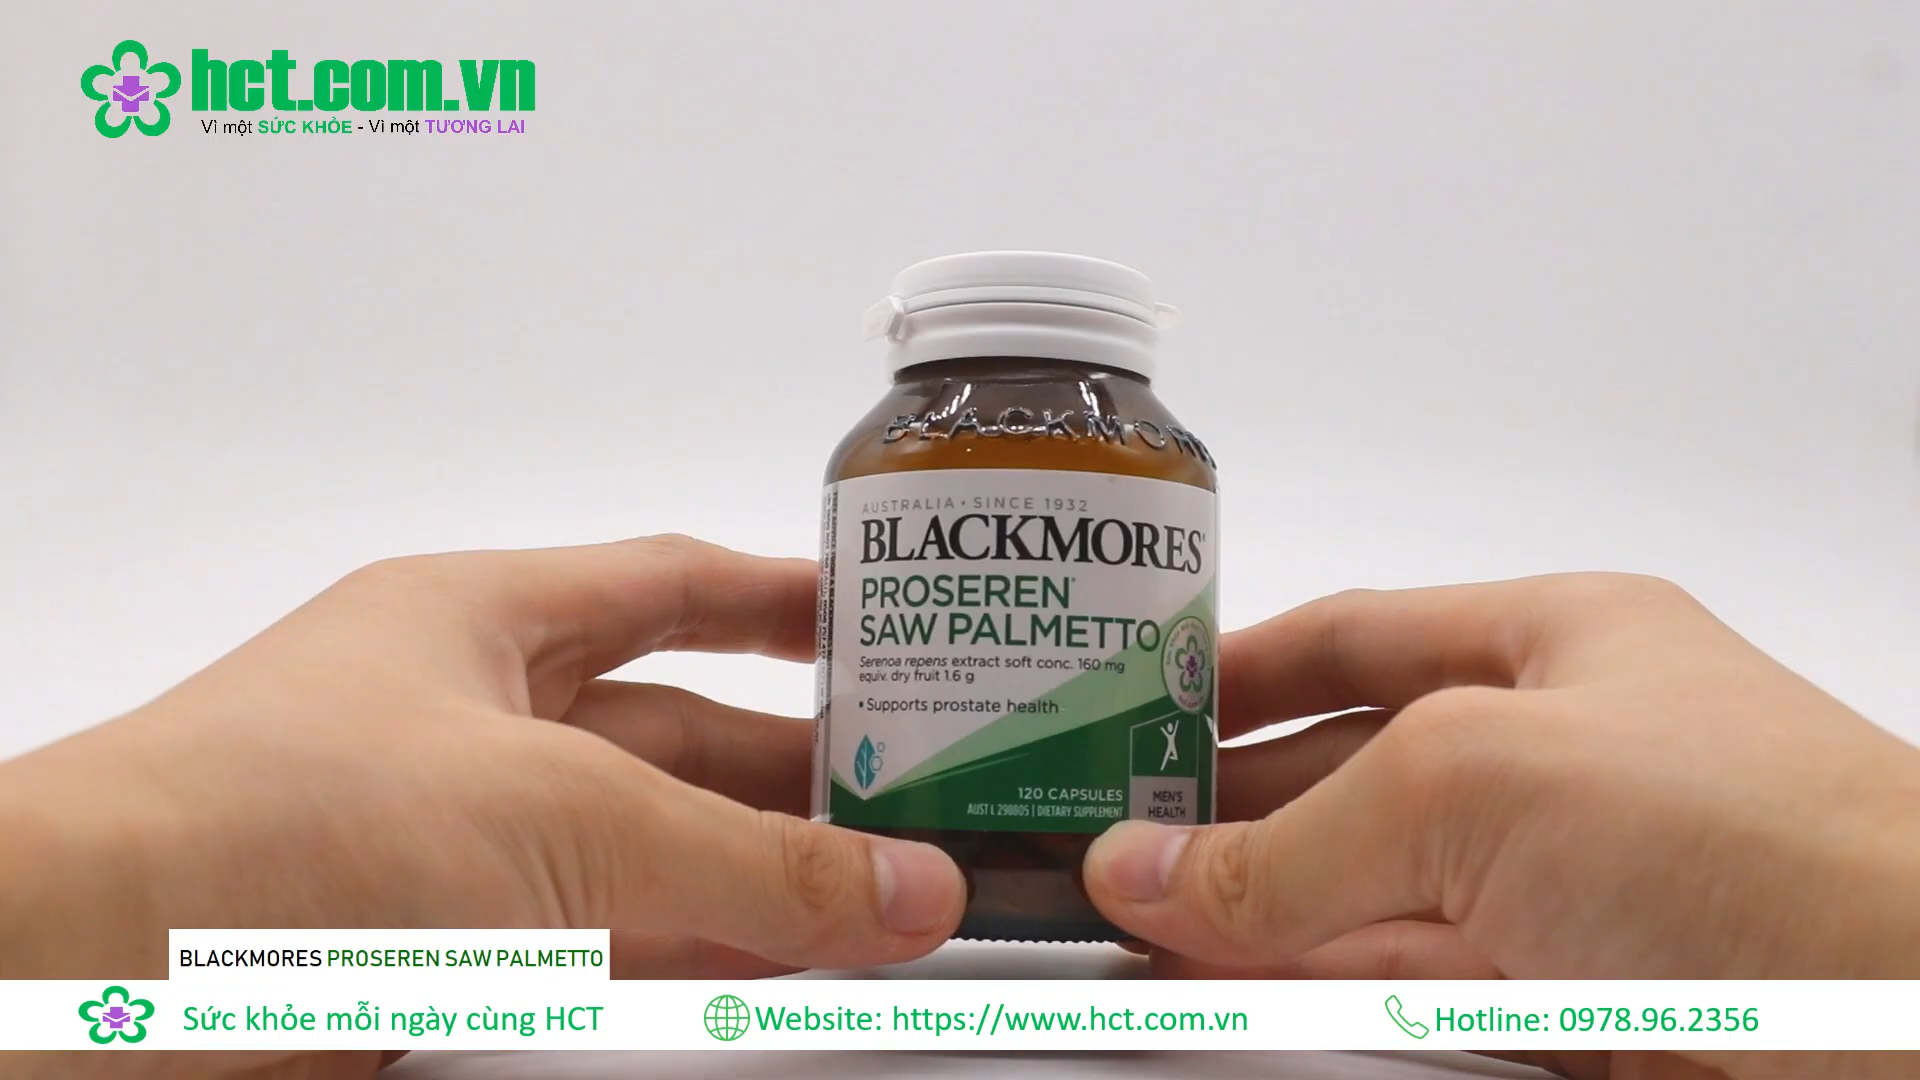 hct.com.vn
Vì một SỨC KHỎE - Vì một TƯƠNG LAI
BLACKMORES
AUSTRALIA • SINCE 1932
BLACKMORES
PROSEREN
SAW PALMETTO
Serenoa repens extract soft conc. 160 mg
equiv. dry fruit 1.6 g
• Supports prostate health
120 CAPSULES
AUST L 298805 | DIETARY SUPPLEMENT
MEN'S
HEALTH
BLACKMORES PROSEREN SAW PALMETTO
Sức khỏe mỗi ngày cùng HCT
Website: https://www.hct.com.vn
Hotline: 0978.96.2356